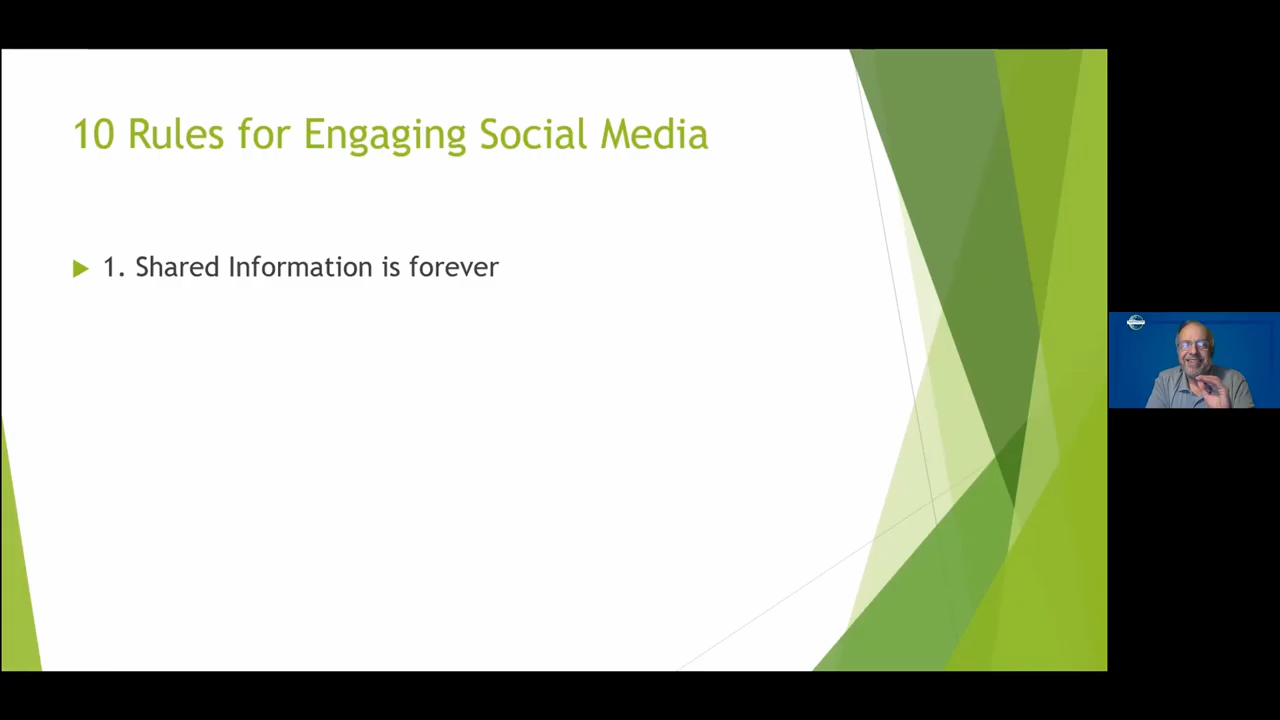 10 Rules for Engaging Social Media
1. Shared Information is forever